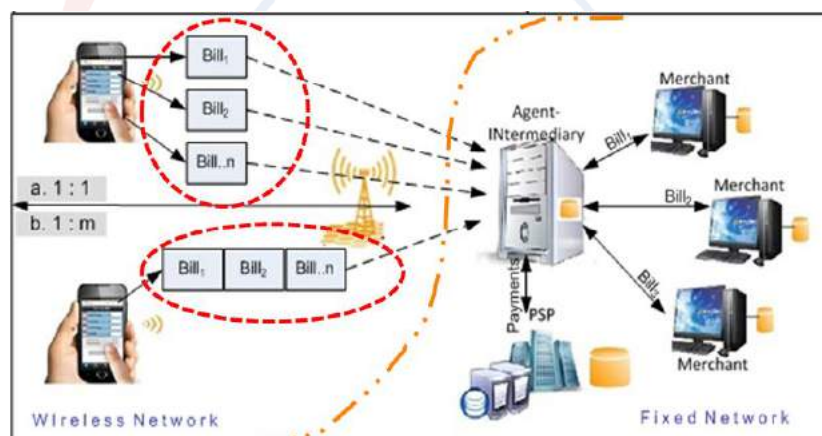 Bill₁
Bill₂
Bill..n
a. 1 : 1
b. 1 : m
Bill₁ Bill₂ Bill..n
Wireless Network
Agent-
INtermediary
Payments
PSP
Bill₁
Merchant
Bill₂
Merchant
Bill₃
Merchant
Fixed Network